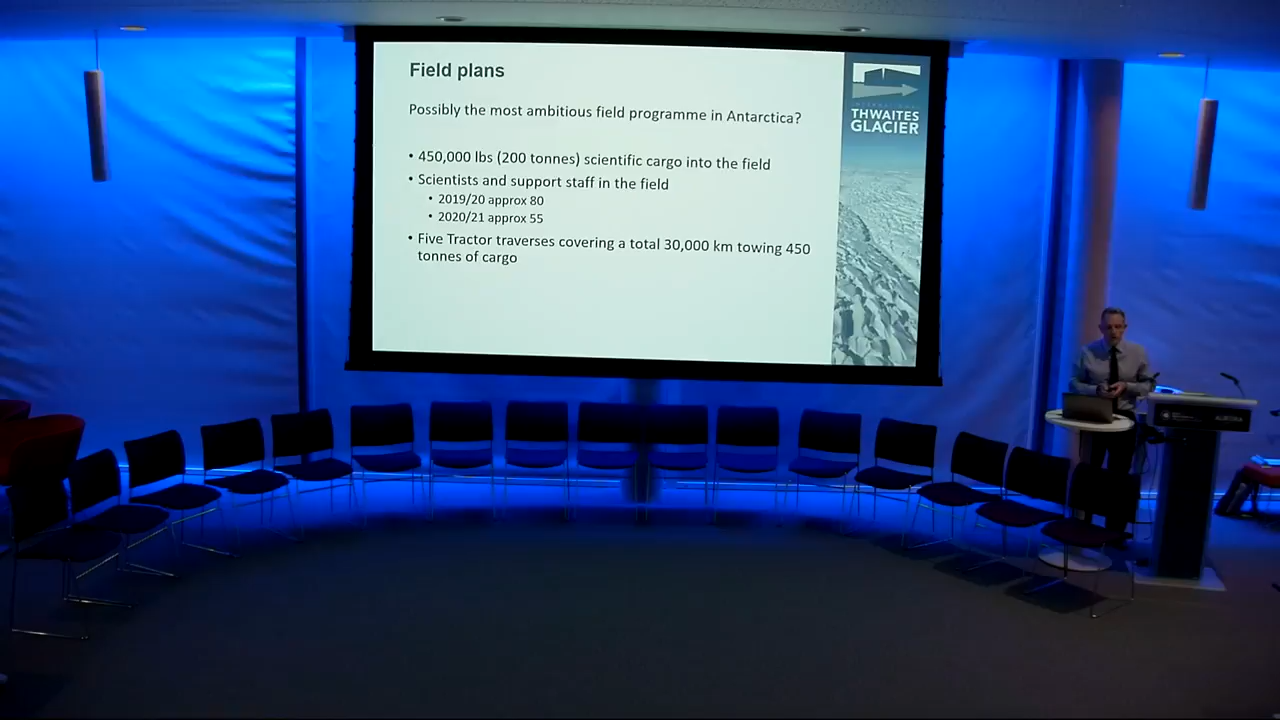 Field plans
Possibly the most ambitious field programme in Antarctica?
• 450,000 lbs (200 tonnes) scientific cargo into the field
• Scientists and support staff in the field
• 2019/20 approx 80
• 2020/21 approx 55
• Five Tractor traverses covering a total 30,000 km towing 450
tonnes of cargo
INTERNATIONAL
THWAITES
GLACIER
AURORA